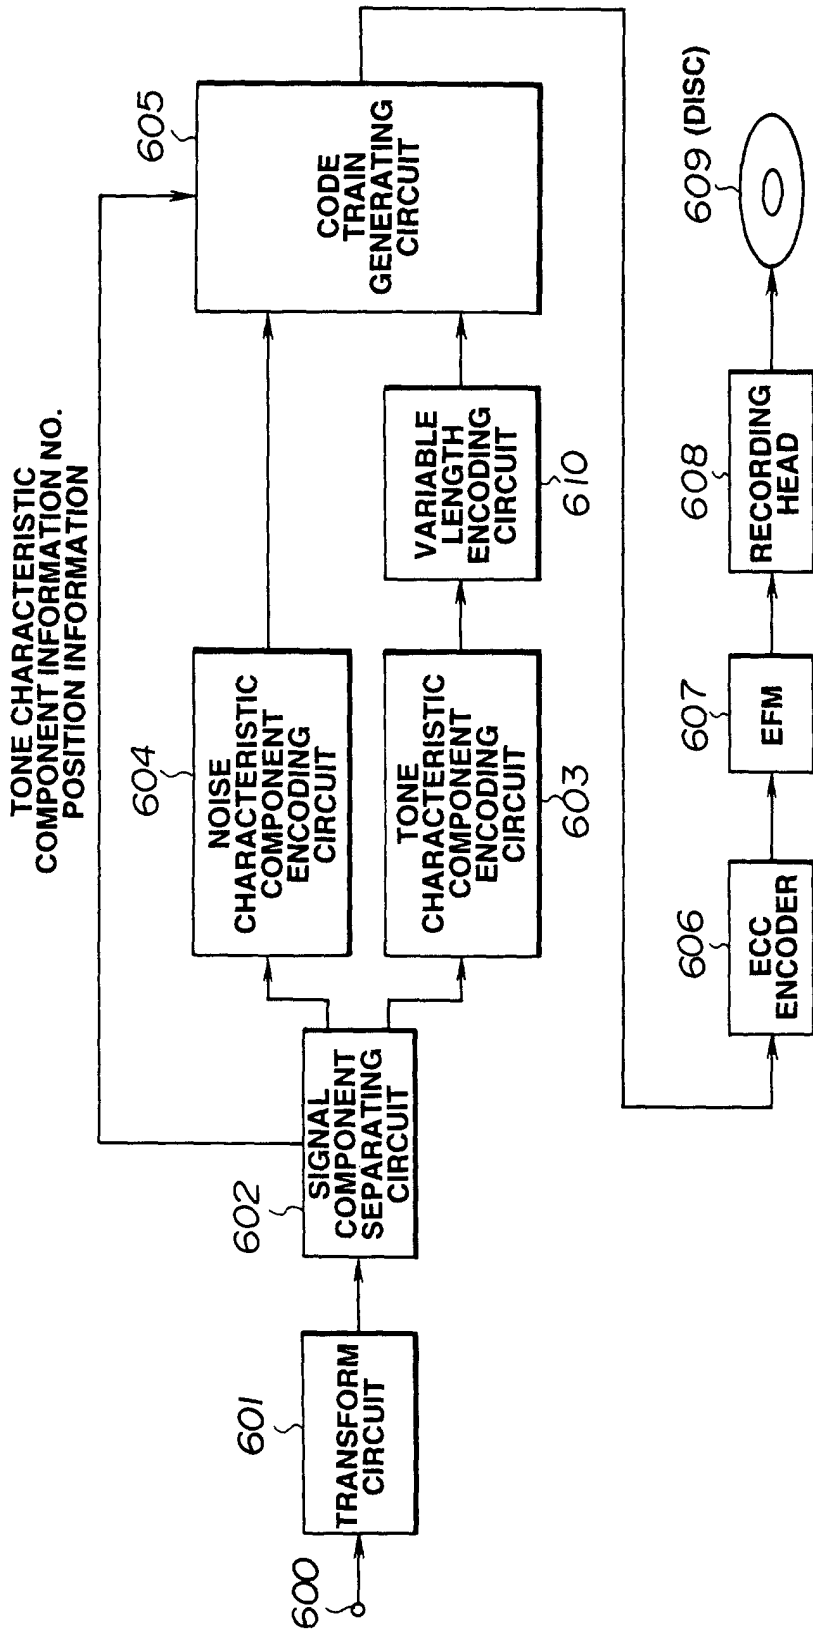 TONE CHARACTERISTIC
COMPONENT INFORMATION NO.
POSITION INFORMATION
600
601
TRANSFORM
CIRCUIT
602
SIGNAL
COMPONENT
SEPARATING
CIRCUIT
604
NOISE
CHARACTERISTIC
COMPONENT
ENCODING
CIRCUIT
TONE
CHARACTERISTIC
COMPONENT
ENCODING
CIRCUIT
603
VARIABLE
LENGTH
ENCODING
CIRCUIT
610
605
CODE
TRAIN
GENERATING
CIRCUIT
606
ECC
ENCODER
607
EFM
608
RECORDING
HEAD
609 (DISC)